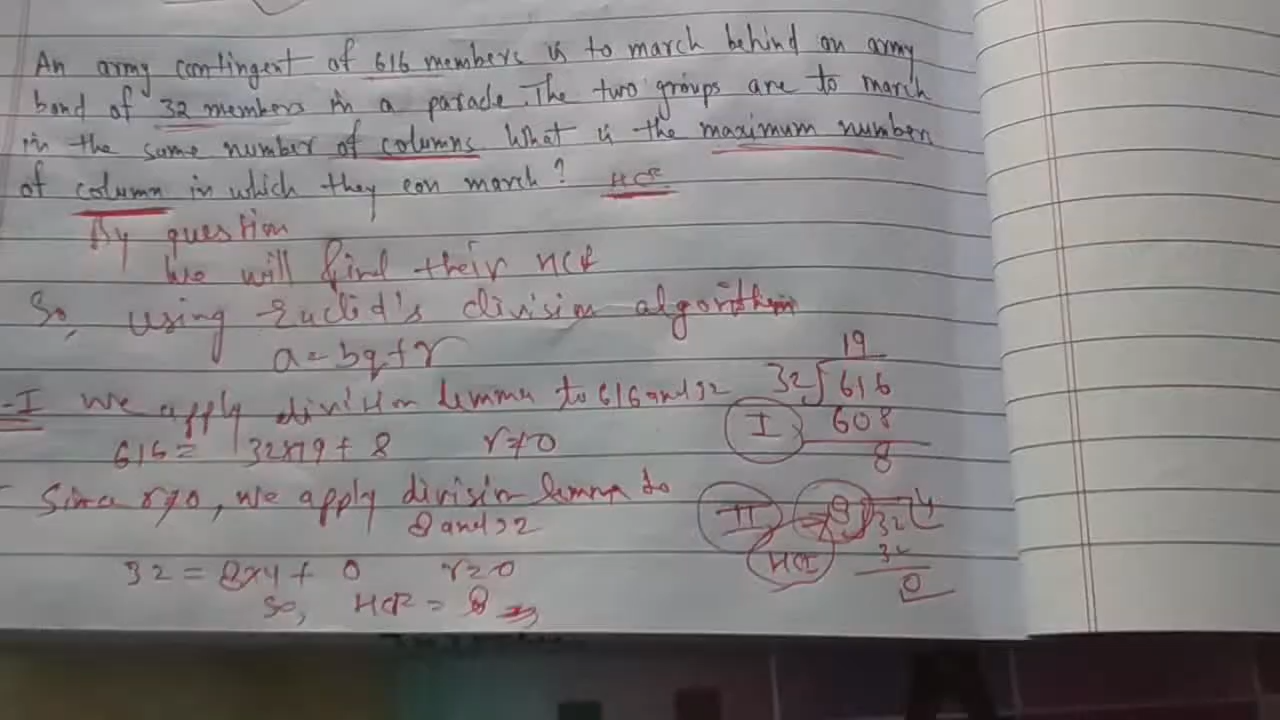 An army contingent of 616 members is to march behind an army
band of 32 members in a parade. The two groups are to march
in the same number of columns What is the maximum number
of column in which they can march? HCF
By question
We will find their HCF
So, using Euclid's division algorithm
a = bq + r
-I We apply division lemma to 616 and 32
616 = 32×19 + 8 r≠0
Since r≠0, we apply division lemma to
8 and 32
32 = 8×4 + 0 r=0
So, HCF = 8
19
32 616
I 608
8
II 8 32 4
HCF 32
0